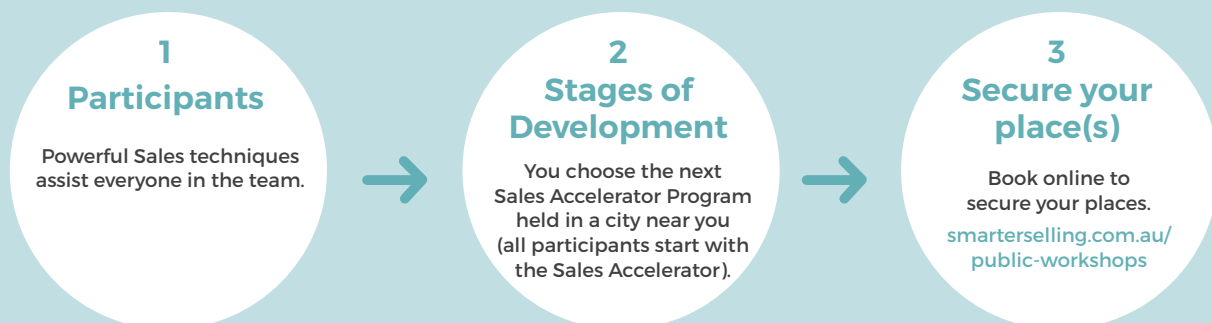 1
Participants
Powerful Sales techniques
assist everyone in the team.
2
Stages of
Development
You choose the next
Sales Accelerator Program
held in a city near you
(all participants start with
the Sales Accelerator).
3
Secure your
place(s)
Book online to
secure your places.
smarterselling.com.au/
public-workshops